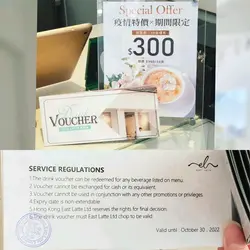 Special Offer
疫情特價×期間限定
$300
VOUCHER
eln
SERVICE REGULATIONS
1.The drink voucher can be redeemed for any beverage listed on menu.
2. Voucher cannot be exchanged for cash or its equivalent.
3. Voucher cannot be used in conjunction with any other promotions or privileges.
4.Expiry date is non-extendable.
5.Hong Kong East Latte Ltd reserves the rights for final decision.
6.The drink voucher must East Latte Ltd chop to be valid.
Valid until : October 30 , 2022